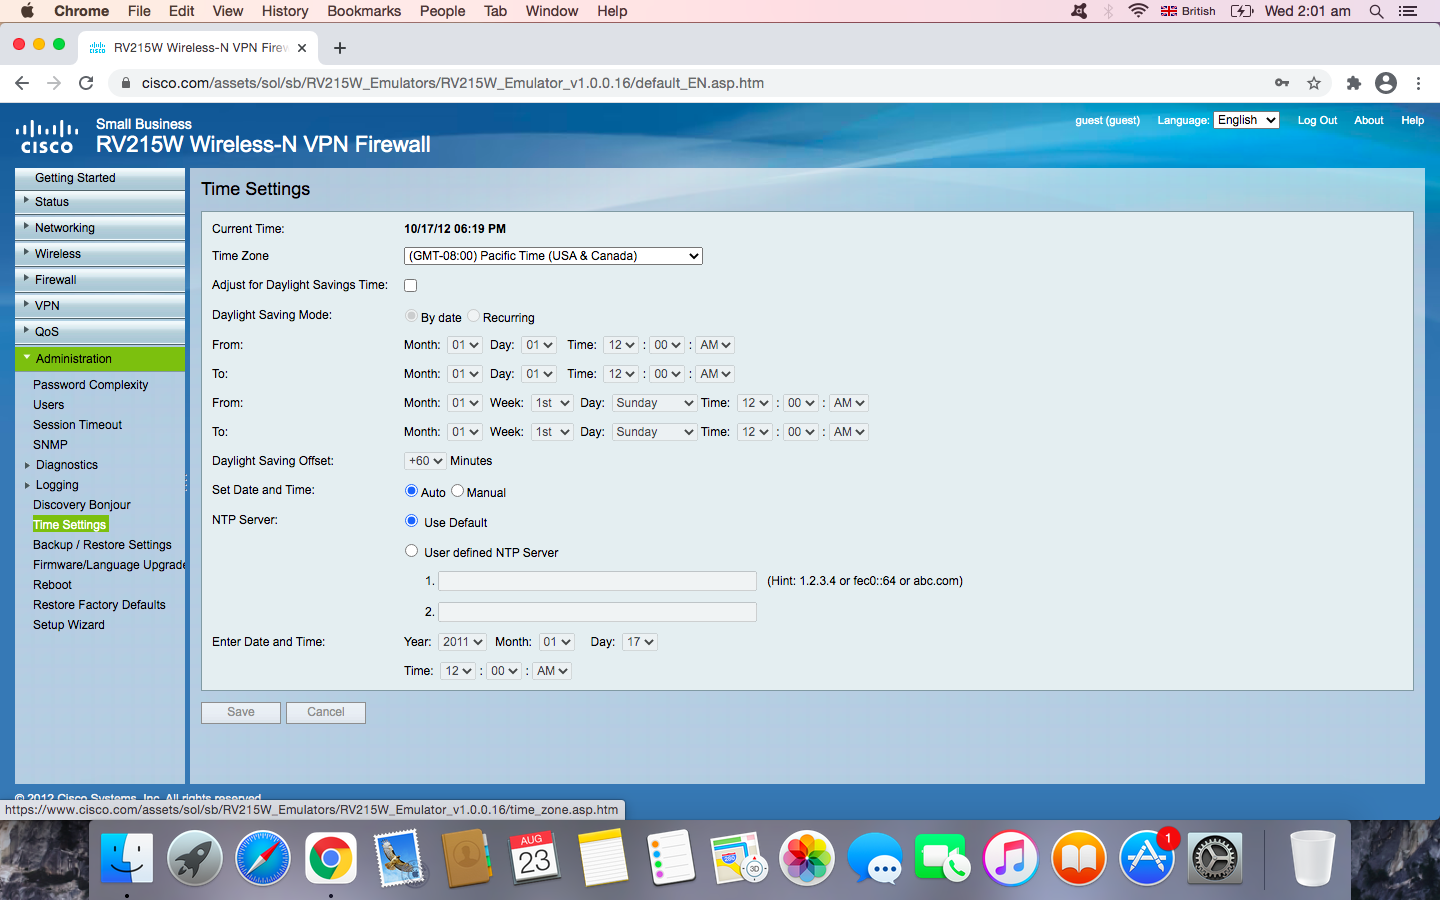 Chrome File Edit View History Bookmarks People Tab Window Help British Wed 2:01 am
RV215W Wireless-N VPN Firew
cisco.com/assets/sol/sb/RV215W_Emulators/RV215W_Emulator_v1.0.0.16/default_EN.asp.htm
Small Business
cisco RV215W Wireless-N VPN Firewall
guest (guest) Language: English Log Out About Help
Getting Started
Status
Networking
Wireless
Firewall
VPN
QoS
Administration
Password Complexity
Users
Session Timeout
SNMP
Diagnostics
Logging
Discovery Bonjour
Time Settings
Backup / Restore Settings
Firmware/Language Upgrade
Reboot
Restore Factory Defaults
Setup Wizard
Time Settings
Current Time: 10/17/12 06:19 PM
Time Zone (GMT-08:00) Pacific Time (USA & Canada)
Adjust for Daylight Savings Time:
Daylight Saving Mode: By date Recurring
From: Month: 01 Day: 01 Time: 12 : 00 : AM
To: Month: 01 Day: 01 Time: 12 : 00 : AM
From: Month: 01 Week: 1st Day: Sunday Time: 12 : 00 : AM
To: Month: 01 Week: 1st Day: Sunday Time: 12 : 00 : AM
Daylight Saving Offset: +60 Minutes
Set Date and Time: Auto Manual
NTP Server: Use Default
User defined NTP Server
1. (Hint: 1.2.3.4 or fec0::64 or abc.com)
2.
Enter Date and Time: Year: 2011 Month: 01 Day: 17
Time: 12 : 00 : AM
Save Cancel
© 2012 Cisco Systems, Inc. All rights reserved.
https://www.cisco.com/assets/sol/sb/RV215W_Emulators/RV215W_Emulator_v1.0.0.16/time_zone.asp.htm
AUG
23
280
3D
1